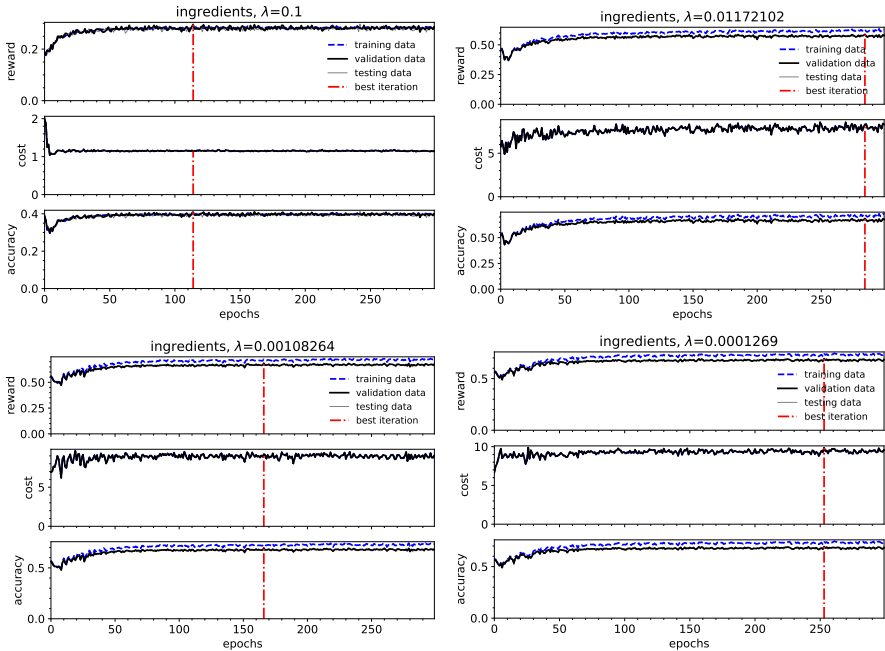 ingredients, λ=0.1
reward
0.2
0.0
training data
validation data
testing data
best iteration
cost
2
1
0
accuracy
0.4
0.2
0.0
0 50 100 150 200 250
epochs
ingredients, λ=0.01172102
reward
0.50
0.25
0.00
training data
validation data
testing data
best iteration
cost
5
0
accuracy
0.50
0.25
0.00
0 50 100 150 200 250
epochs
ingredients, λ=0.00108264
reward
0.50
0.25
0.00
training data
validation data
testing data
best iteration
cost
5
0
accuracy
0.5
0.0
0 50 100 150 200 250
epochs
ingredients, λ=0.0001269
reward
0.5
0.0
training data
validation data
testing data
best iteration
cost
10
5
0
accuracy
0.5
0.0
0 50 100 150 200 250
epochs